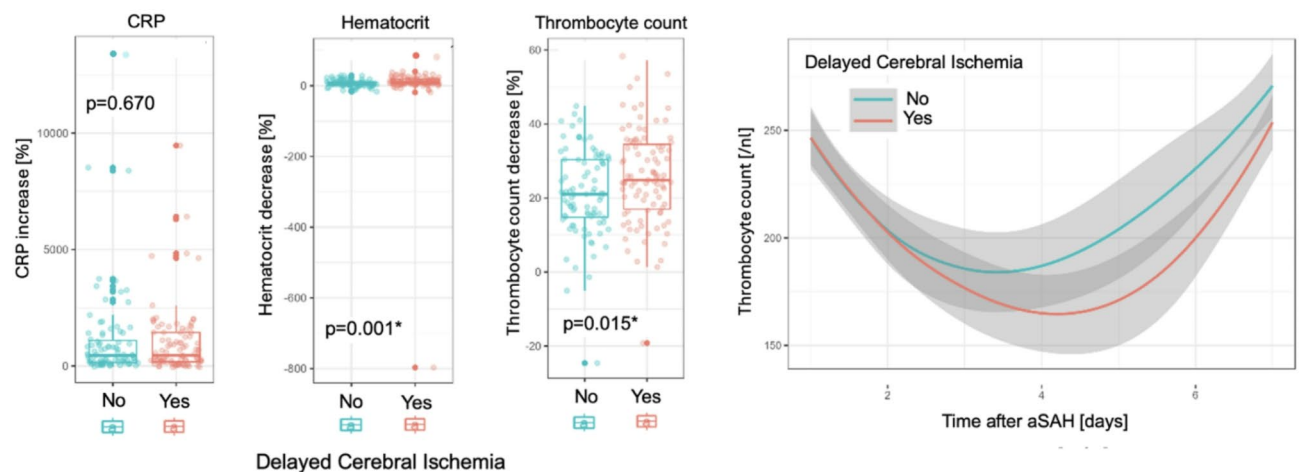 CRP
CRP increase [%]
10000
5000
0
p=0.670
No Yes
Hematocrit
Hematocrit decrease [%]
0
-200
-400
-600
-800
p=0.001*
No Yes
Thrombocyte count
Thrombocyte count decrease [%]
60
40
20
0
-20
p=0.015*
No Yes
Delayed Cerebral Ischemia
Delayed Cerebral Ischemia
No
Yes
Thrombocyte count [/nl]
250
200
150
2 4 6
Time after aSAH [days]